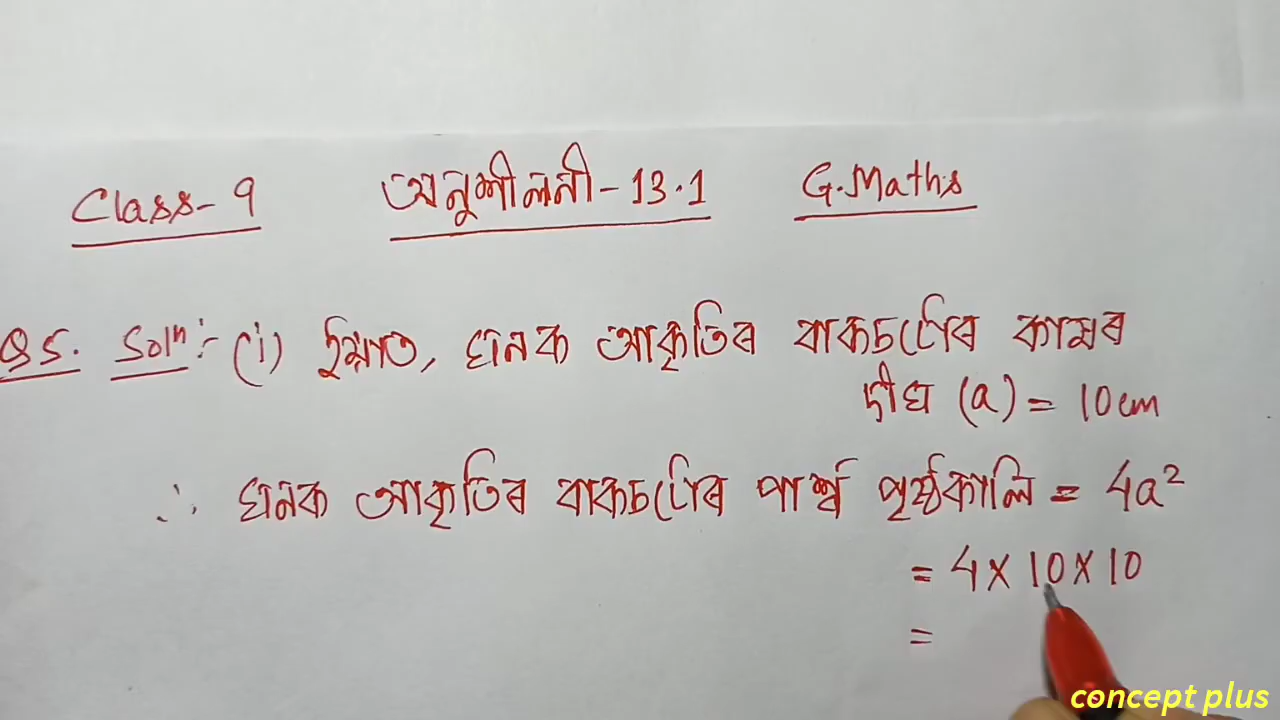 Class-9 অনুশীলনী-13.1 G.Maths
Q5. Soln:- (i) ইয়াত, ঘনক আকৃতিৰ বাকচটোৰ কাষৰ
দীঘ (a) = 10cm
∴ ঘনক আকৃতিৰ বাকচটোৰ পাৰ্শ্ব পৃষ্ঠকালি = 4a²
= 4×10×10
=
concept plus